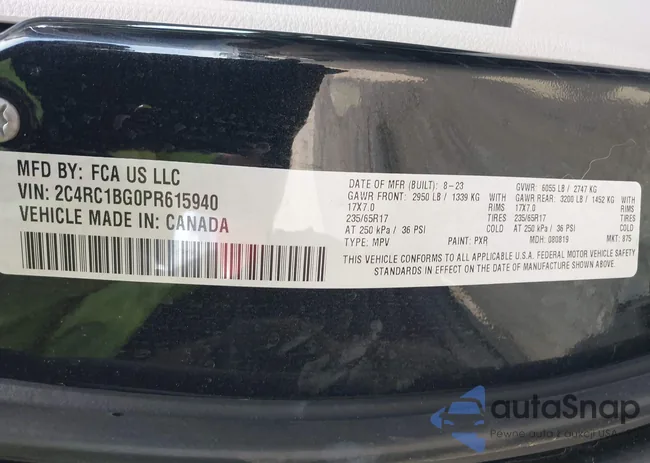 MFD BY: FCA US LLC
VIN: 2C4RC1BG0PR615940
VEHICLE MADE IN: CANADA
DATE OF MFR (BUILT): 8-23 GVWR: 6055 LB / 2747 KG
GAWR FRONT: 2950 LB / 1339 KG GAWR REAR: 3200 LB / 1452 KG
17X7.0 RIMS 17X7.0 RIMS
235/65R17 TIRES 235/65R17 TIRES
AT 250 kPa / 36 PSI COLD AT 250 kPa / 36 PSI COLD
TYPE: MPV PAINT: PXR MDH: 080819 MKT: 875
THIS VEHICLE CONFORMS TO ALL APPLICABLE U.S.A. FEDERAL MOTOR VEHICLE SAFETY
STANDARDS IN EFFECT ON THE DATE OF MANUFACTURE SHOWN ABOVE
autoSnap
Pewne auto z aukcji USA